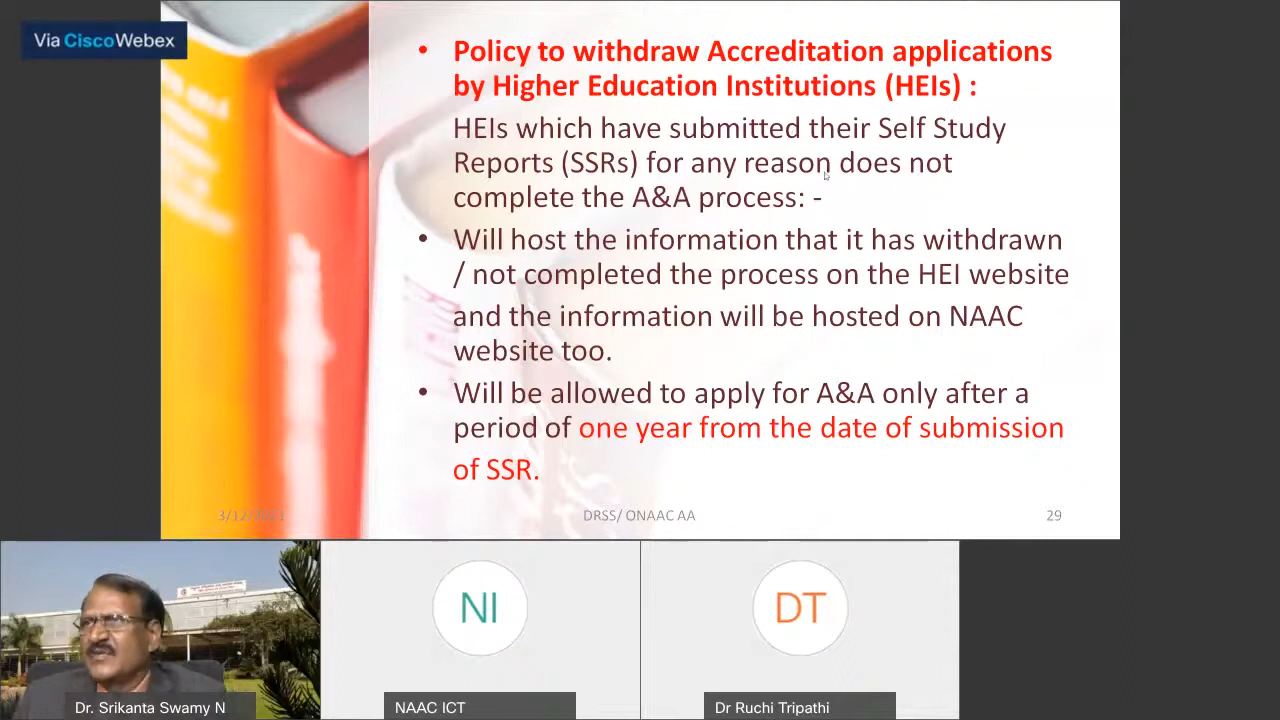 Via CiscoWebex
• Policy to withdraw Accreditation applications
by Higher Education Institutions (HEIs) :
HEIs which have submitted their Self Study
Reports (SSRs) for any reason does not
complete the A&A process: -
• Will host the information that it has withdrawn
/ not completed the process on the HEI website
and the information will be hosted on NAAC
website too.
• Will be allowed to apply for A&A only after a
period of one year from the date of submission
of SSR.
3/12/2021
DRSS/ ONAAC AA
29
NI
DT
Dr. Srikanta Swamy N
NAAC ICT
Dr Ruchi Tripathi